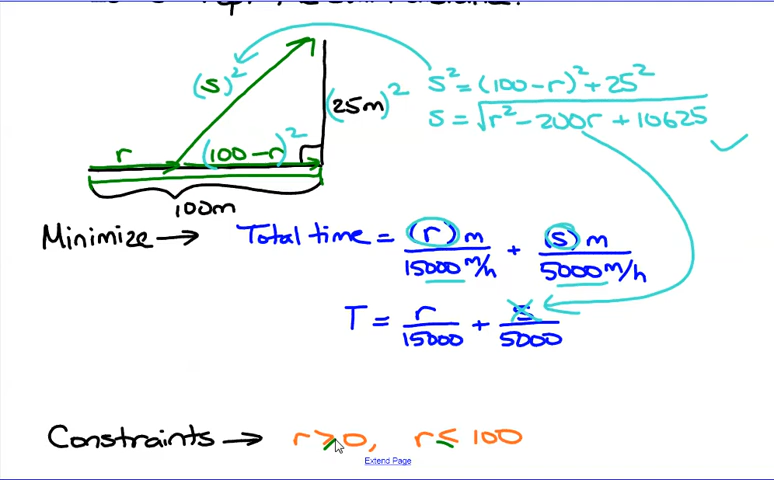 (s)²
(25m)²
s² = (100-r)² + 25²
s = √r² - 200r + 10625
r
(100-r)²
100m
Minimize → Total time = (r) m / 15000 m/h + (s) m / 5000 m/h
T = r / 15000 + s / 5000
Constraints → r ≥ 0, r ≤ 100
Extend Page